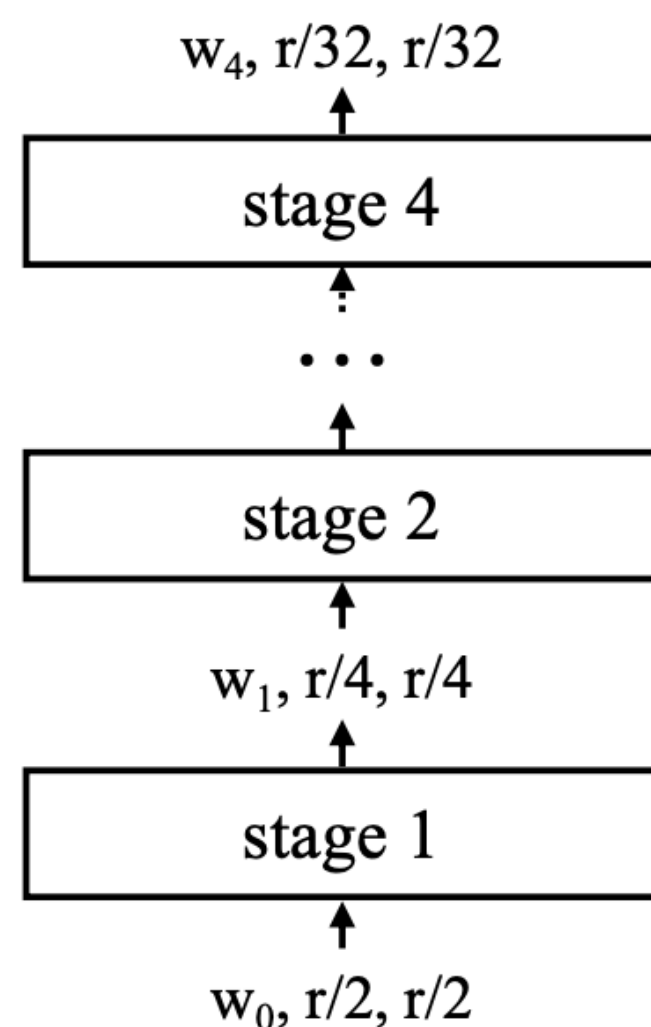 w₄, r/32, r/32
stage 4
...
stage 2
w₁, r/4, r/4
stage 1
w₀, r/2, r/2